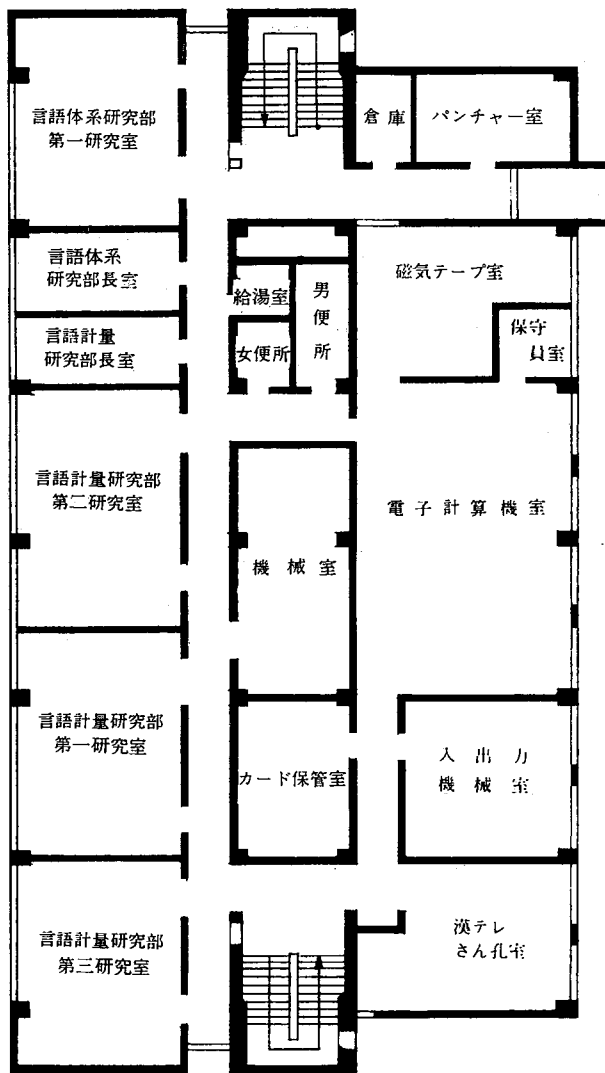 言語体系研究部
第一研究室
倉庫
パンチャー室
言語体系
研究部長室
給湯室
男便所
磁気テープ室
言語計量
研究部長室
女便所
保守
員室
言語計量研究部
第二研究室
電子計算機室
機械室
言語計量研究部
第一研究室
カード保管室
入出力
機械室
言語計量研究部
第三研究室
漢テレ
さん孔室